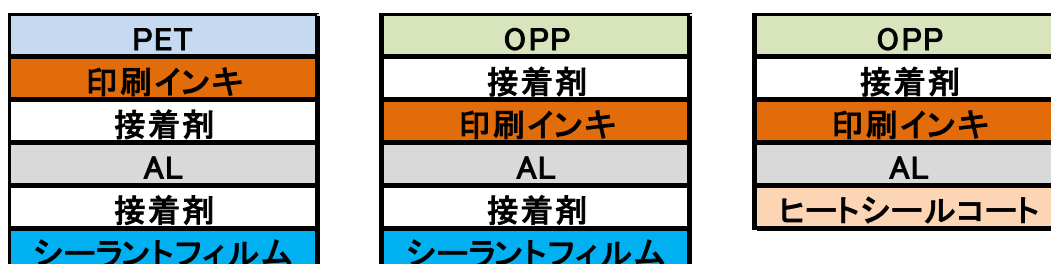 PET
印刷インキ
接着剤
AL
接着剤
シーラントフィルム
OPP
接着剤
印刷インキ
AL
接着剤
シーラントフィルム
OPP
接着剤
印刷インキ
AL
ヒートシールコート